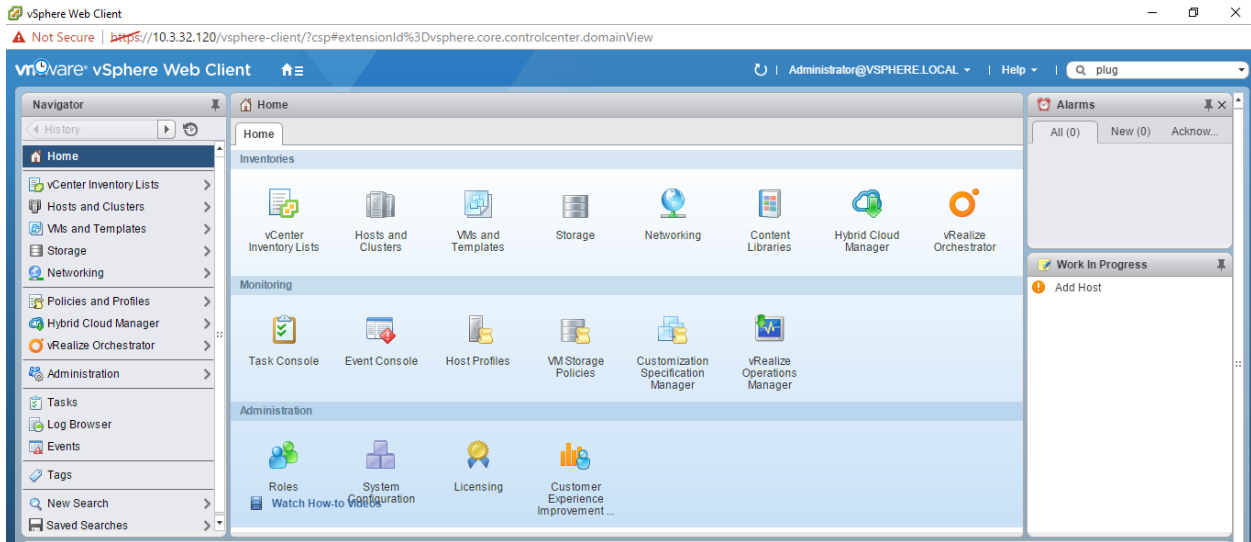 vSphere Web Client
Not Secure | https://10.3.32.120/vsphere-client/?csp#extensionId%3Dvsphere.core.controlcenter.domainView
vmware® vSphere Web Client
Administrator@VSPHERE.LOCAL | Help | plug
Navigator
History
Home
vCenter Inventory Lists
Hosts and Clusters
VMs and Templates
Storage
Networking
Policies and Profiles
Hybrid Cloud Manager
vRealize Orchestrator
Administration
Tasks
Log Browser
Events
Tags
New Search
Saved Searches
Home
Home
Inventories
vCenter
Inventory Lists
Hosts and
Clusters
VMs and
Templates
Storage
Networking
Content
Libraries
Hybrid Cloud
Manager
vRealize
Orchestrator
Monitoring
Task Console
Event Console
Host Profiles
VM Storage
Policies
Customization
Specification
Manager
vRealize
Operations
Manager
Administration
Roles
System
Configuration
Licensing
Customer
Experience
Improvement ...
Watch How-to Videos
Alarms
All (0) New (0) Acknow...
Work In Progress
Add Host